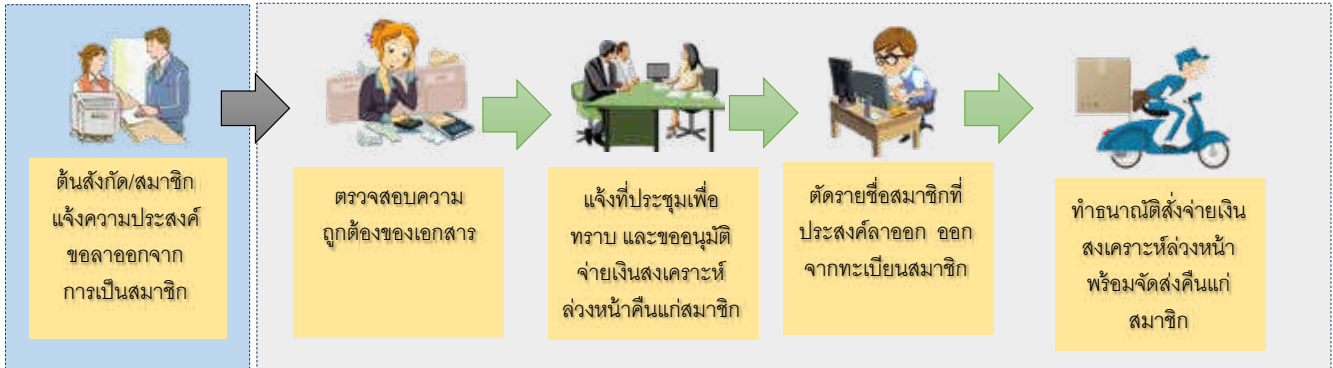 ต้นสังกัด/สมาชิก
แจ้งความประสงค์
ขอลาออกจาก
การเป็นสมาชิก
ตรวจสอบความ
ถูกต้องของเอกสาร
แจ้งที่ประชุมเพื่อ
ทราบ และขออนุมัติ
จ่ายเงินสงเคราะห์
ล่วงหน้าคืนแก่สมาชิก
ตัดรายชื่อสมาชิกที่
ประสงค์ลาออก ออก
จากทะเบียนสมาชิก
ทำธนาณัติสั่งจ่ายเงิน
สงเคราะห์ล่วงหน้า
พร้อมจัดส่งคืนแก่
สมาชิก